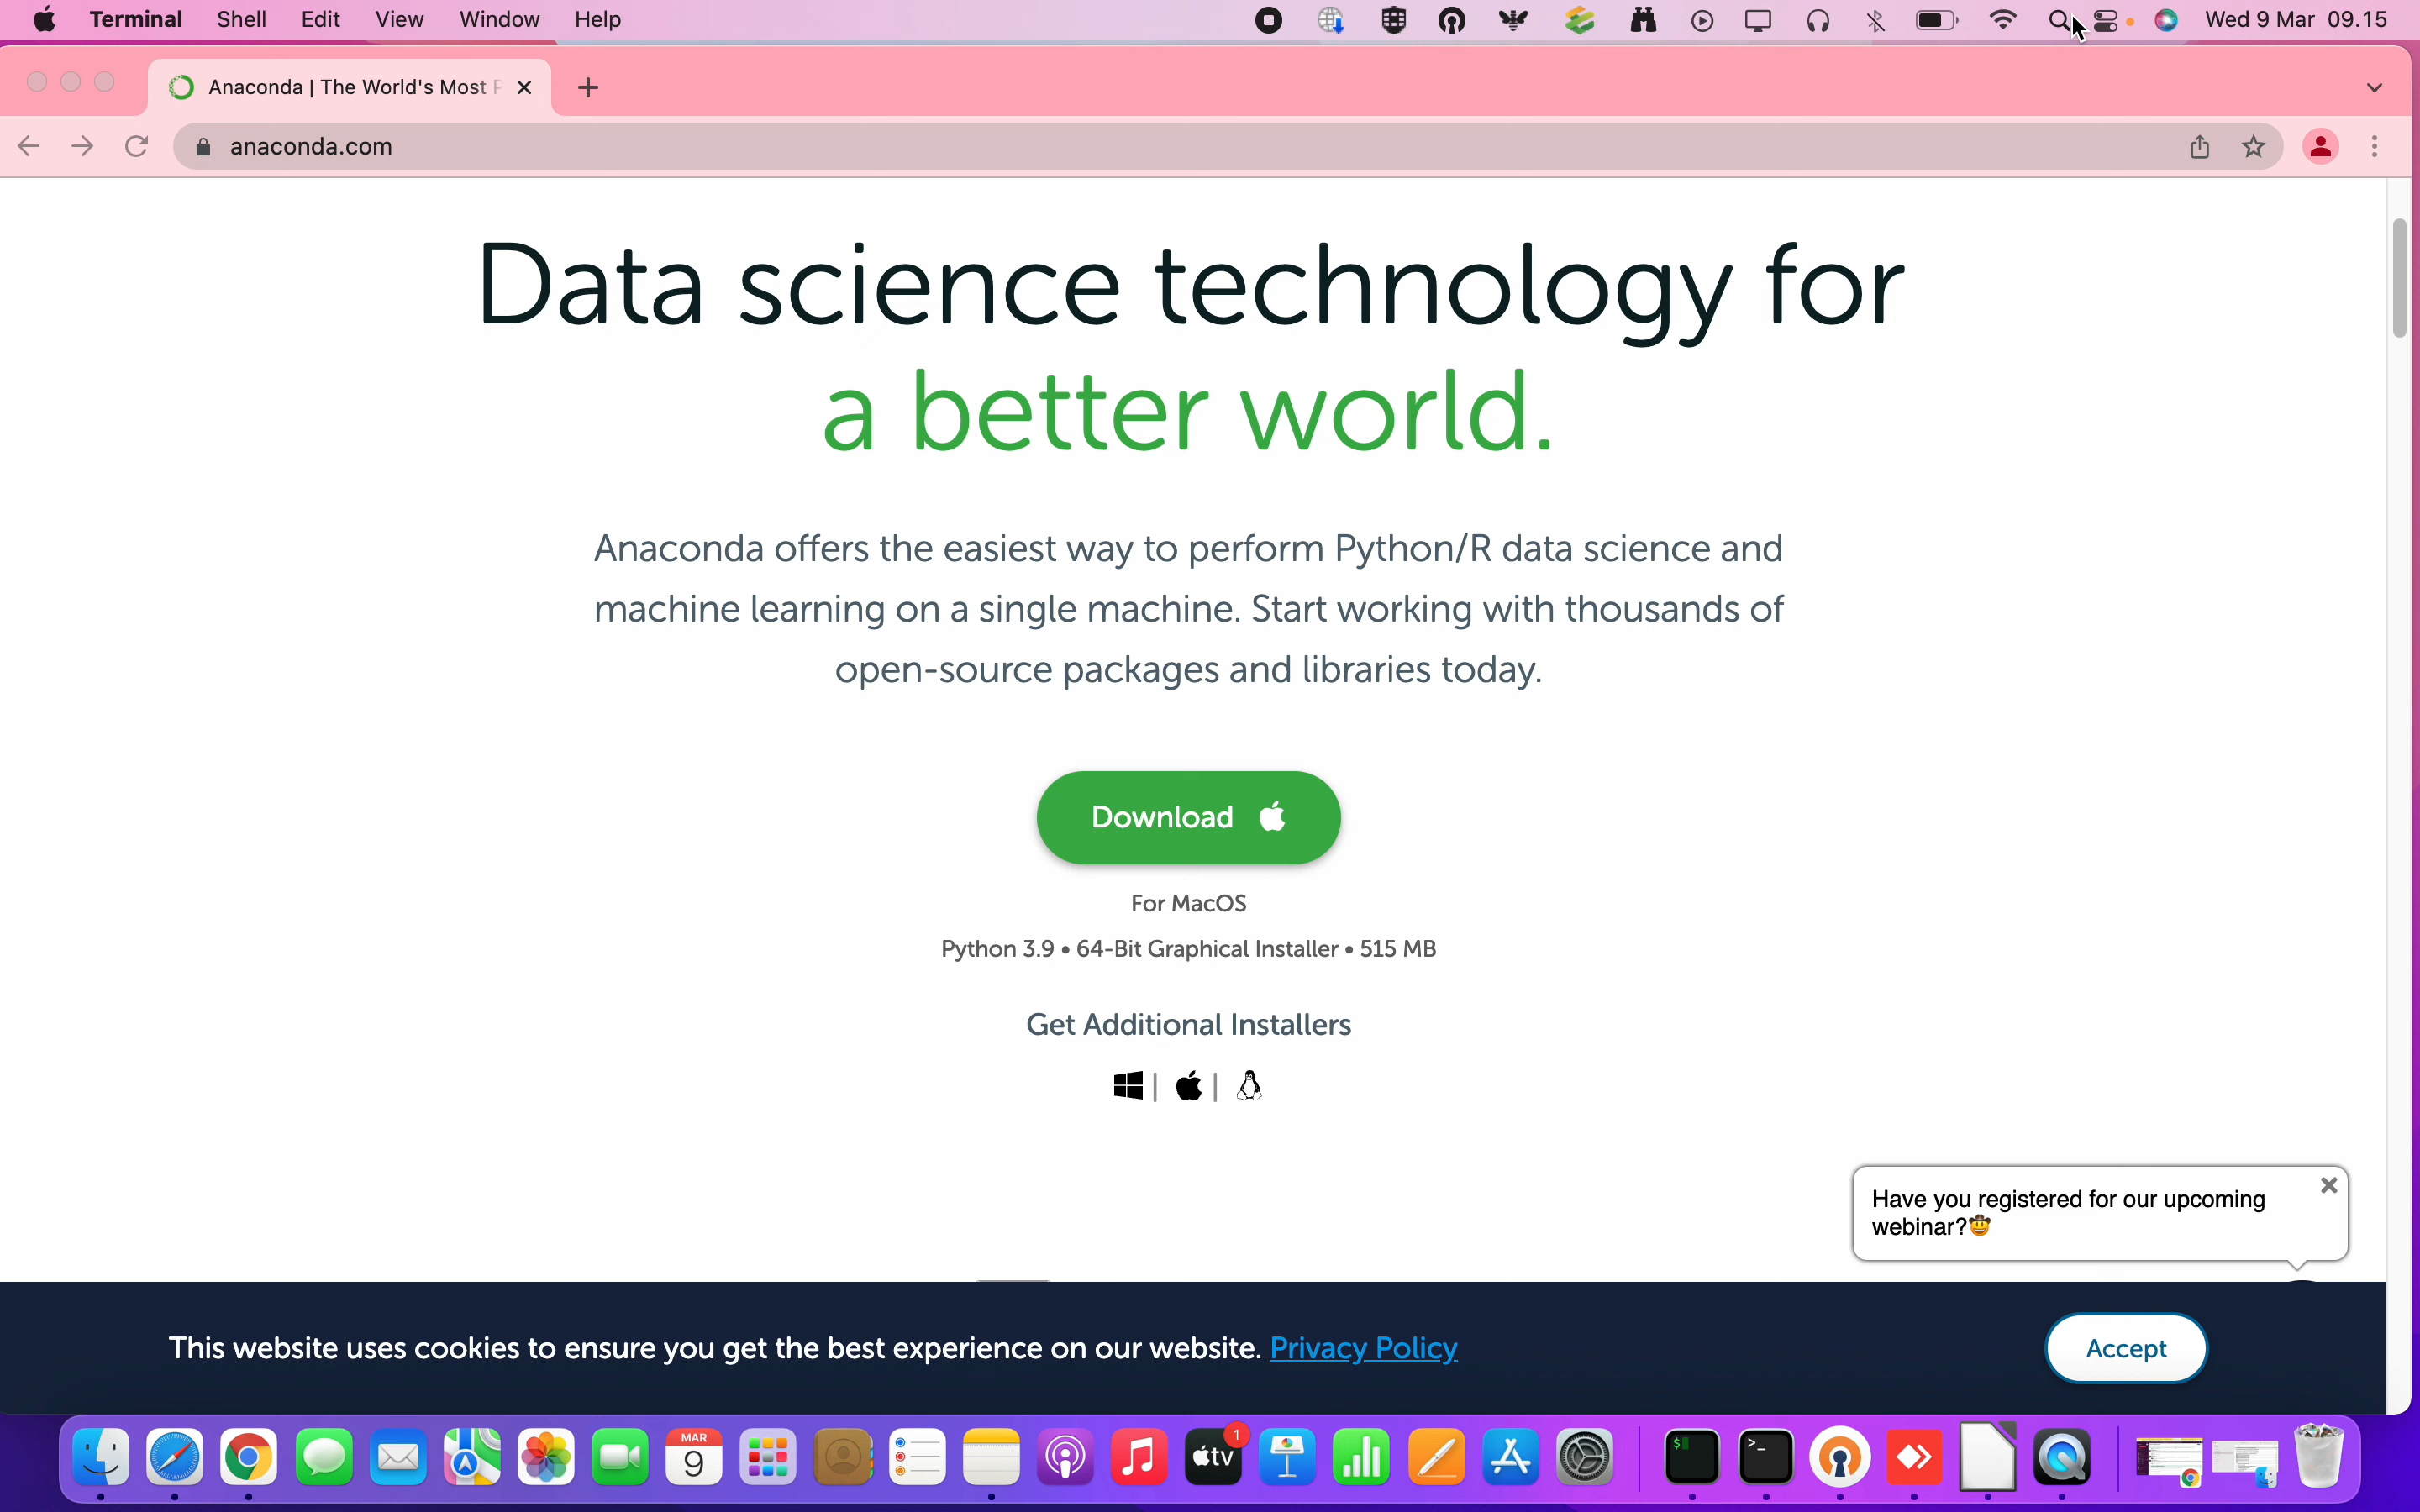 Terminal Shell Edit View Window Help Wed 9 Mar 09.15
Anaconda | The World's Most P
anaconda.com
Data science technology for
a better world.
Anaconda offers the easiest way to perform Python/R data science and
machine learning on a single machine. Start working with thousands of
open-source packages and libraries today.
Download
For MacOS
Python 3.9 • 64-Bit Graphical Installer • 515 MB
Get Additional Installers
Have you registered for our upcoming
webinar?🤠
This website uses cookies to ensure you get the best experience on our website. Privacy Policy
Accept
MAR
9
tv
1
$
>_